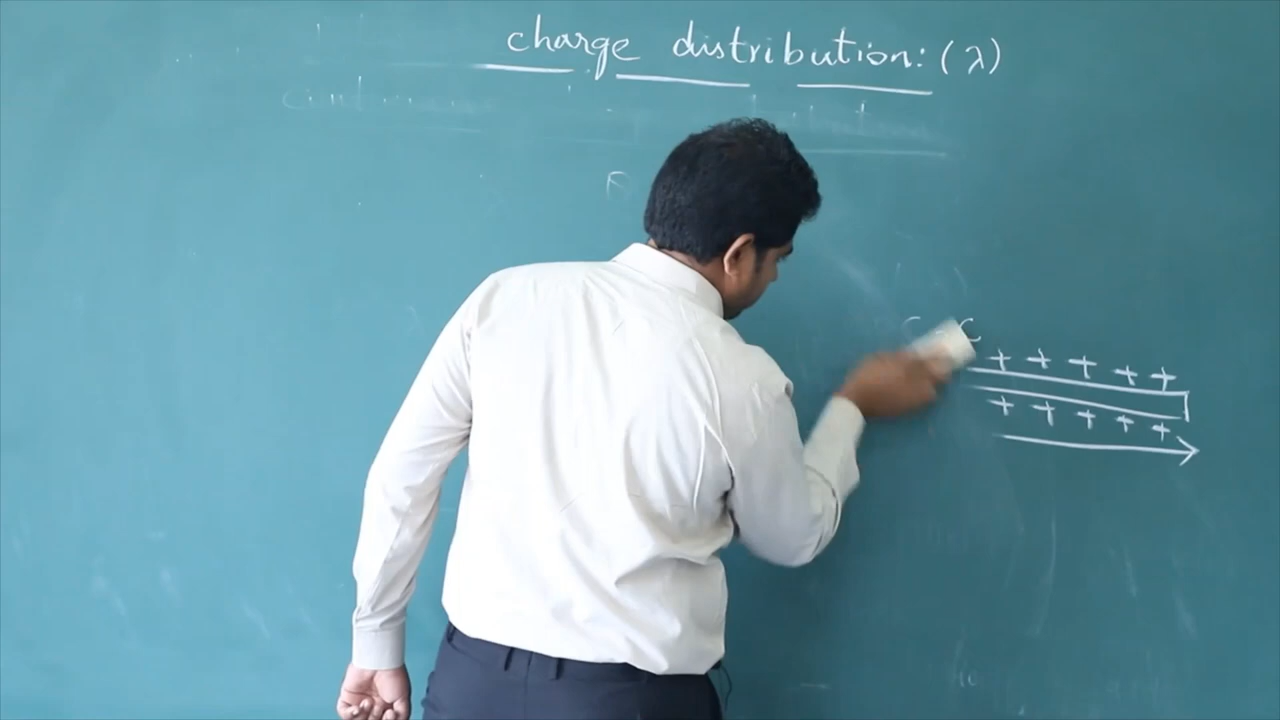 charge distribution: (λ)
+ + + + +
+ + + + +